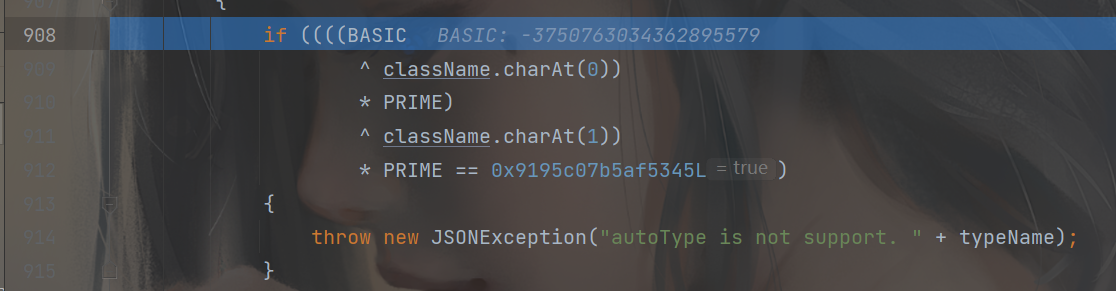 907 {
908 if ((((BASIC BASIC: -3750763034362895579
909 ^ className.charAt(0))
910 * PRIME)
911 ^ className.charAt(1))
912 * PRIME == 0x9195c07b5af5345L = true )
913 {
914 throw new JSONException("autoType is not support. " + typeName);
915 }